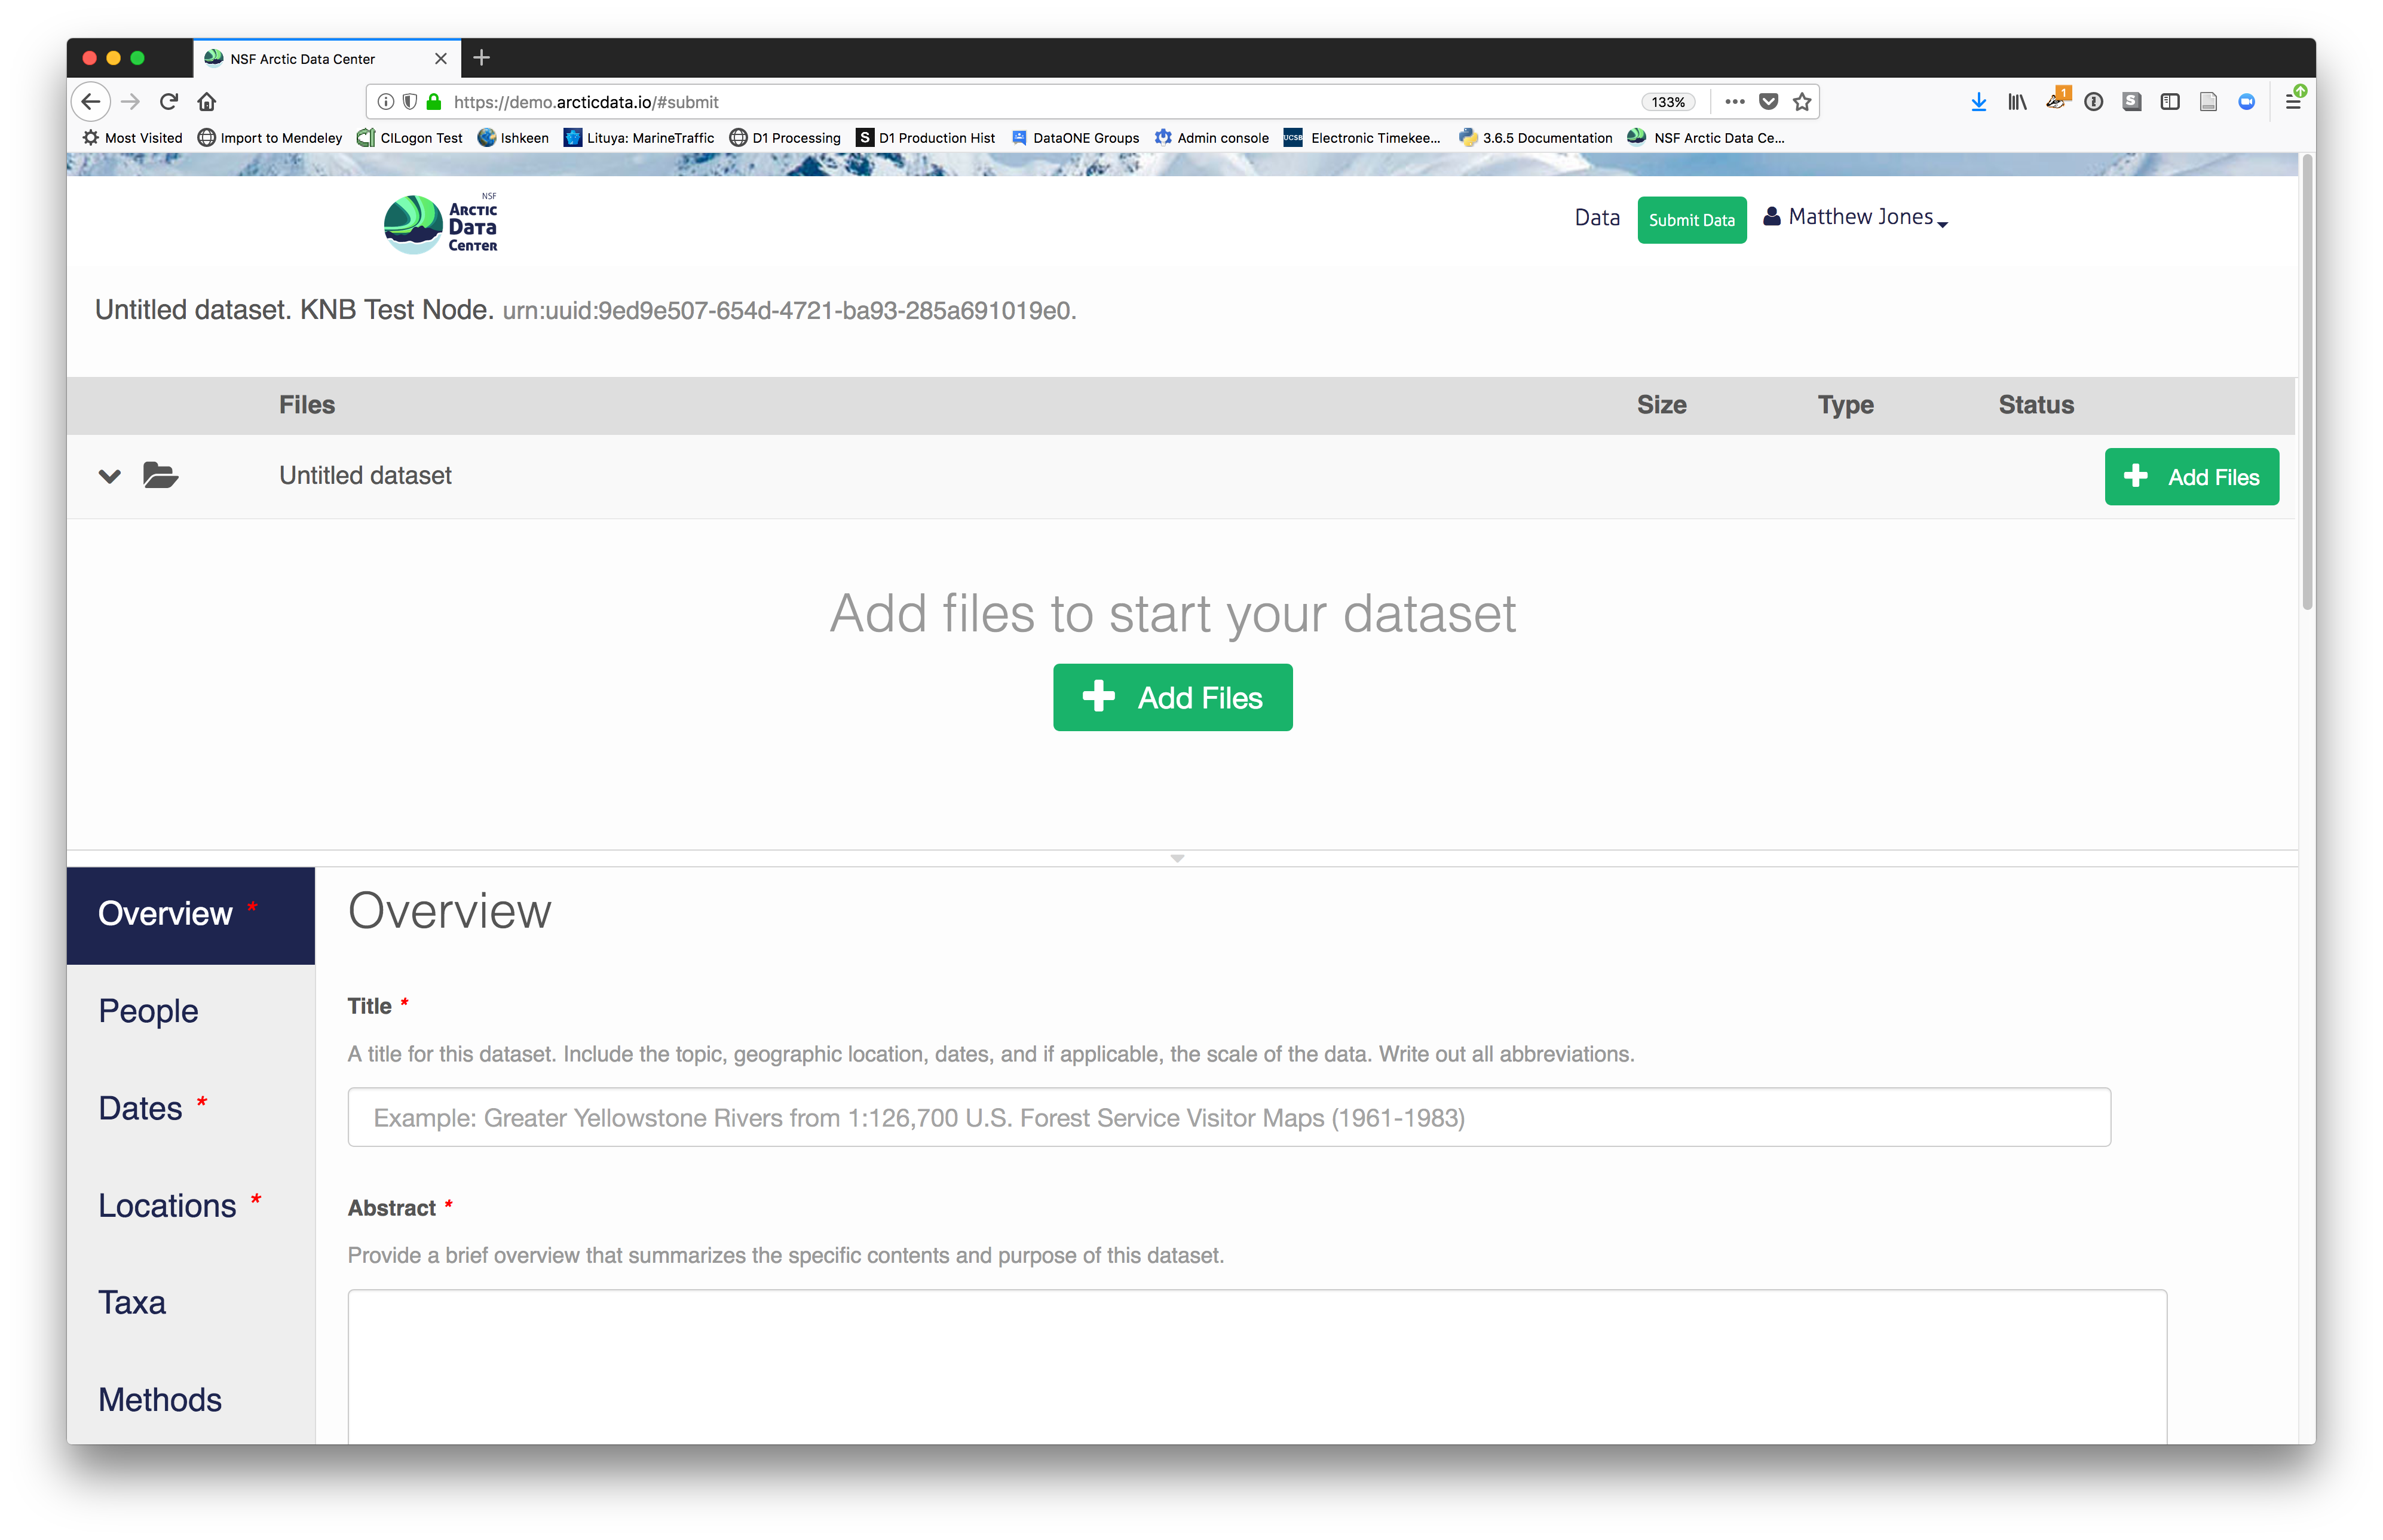 NSF Arctic Data Center
https://demo.arcticdata.io/#submit
133%
1
Most Visited Import to Mendeley CILogon Test Ishkeen Lituya: MarineTraffic D1 Processing S D1 Production Hist DataONE Groups Admin console UCSB Electronic Timekee... 3.6.5 Documentation NSF Arctic Data Ce...
NSF
ARCTIC
DATA
CENTER
Data Submit Data Matthew Jones
Untitled dataset. KNB Test Node. urn:uuid:9ed9e507-654d-4721-ba93-285a691019e0.
Files Size Type Status
Untitled dataset Add Files
Add files to start your dataset
Add Files
Overview *
People
Dates *
Locations *
Taxa
Methods
Overview
Title *
A title for this dataset. Include the topic, geographic location, dates, and if applicable, the scale of the data. Write out all abbreviations.
Example: Greater Yellowstone Rivers from 1:126,700 U.S. Forest Service Visitor Maps (1961-1983)
Abstract *
Provide a brief overview that summarizes the specific contents and purpose of this dataset.